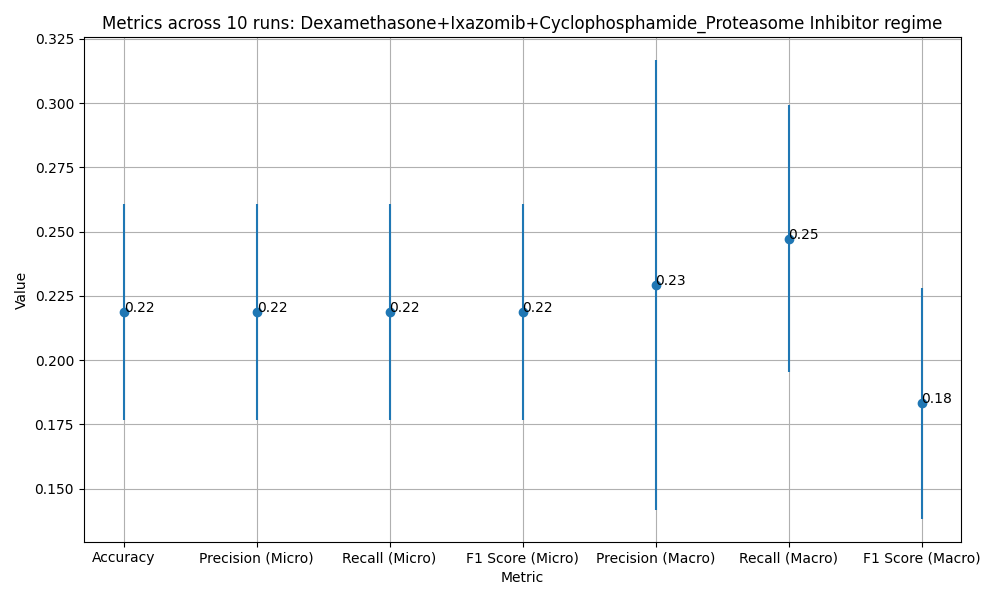 Metrics across 10 runs: Dexamethasone+Ixazomib+Cyclophosphamide_Proteasome Inhibitor regime
Value
0.325
0.300
0.275
0.250
0.225
0.200
0.175
0.150
0.22
0.22
0.22
0.22
0.23
0.25
0.18
Accuracy
Precision (Micro)
Recall (Micro)
F1 Score (Micro)
Precision (Macro)
Recall (Macro)
F1 Score (Macro)
Metric